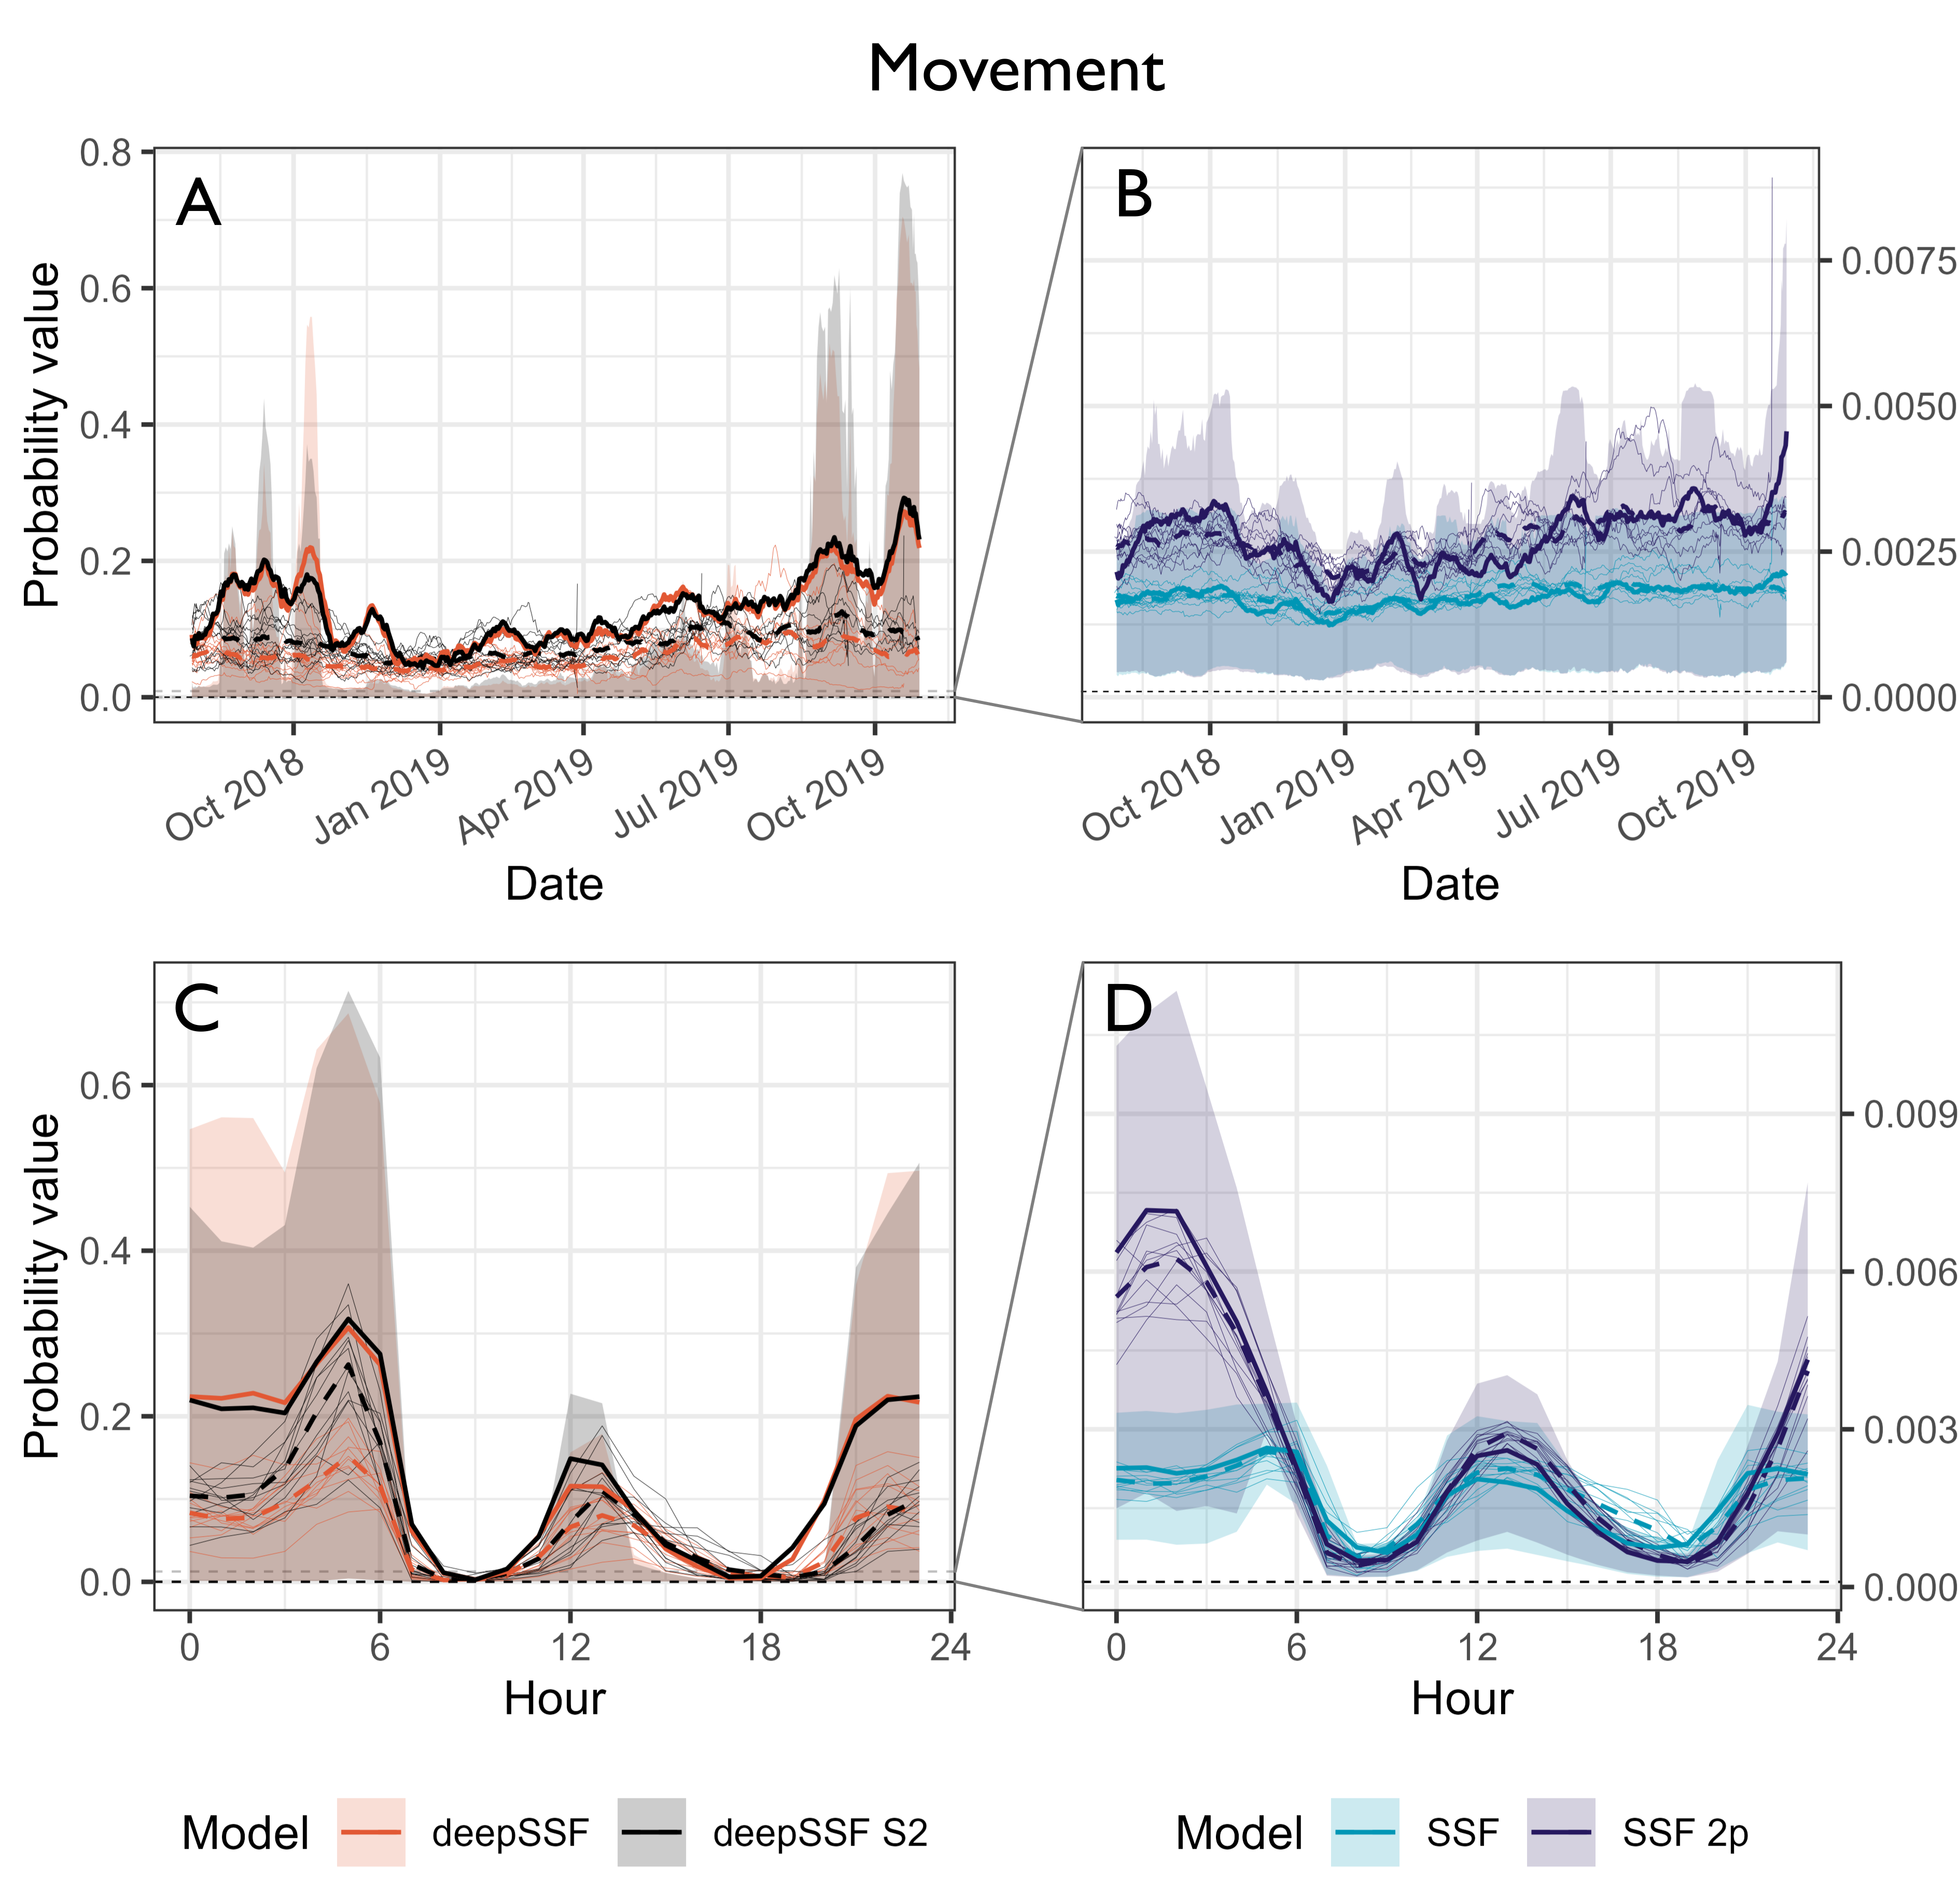 Movement
A
B
Probability value
0.8
0.6
0.4
0.2
0.0
0.0075
0.0050
0.0025
0.0000
Oct 2018
Jan 2019
Apr 2019
Jul 2019
Oct 2019
Oct 2018
Jan 2019
Apr 2019
Jul 2019
Oct 2019
Date
Date
C
D
Probability value
0.6
0.4
0.2
0.0
0.009
0.006
0.003
0.000
0 6 12 18 24
0 6 12 18 24
Hour
Hour
Model deepSSF deepSSF S2
Model SSF SSF 2p